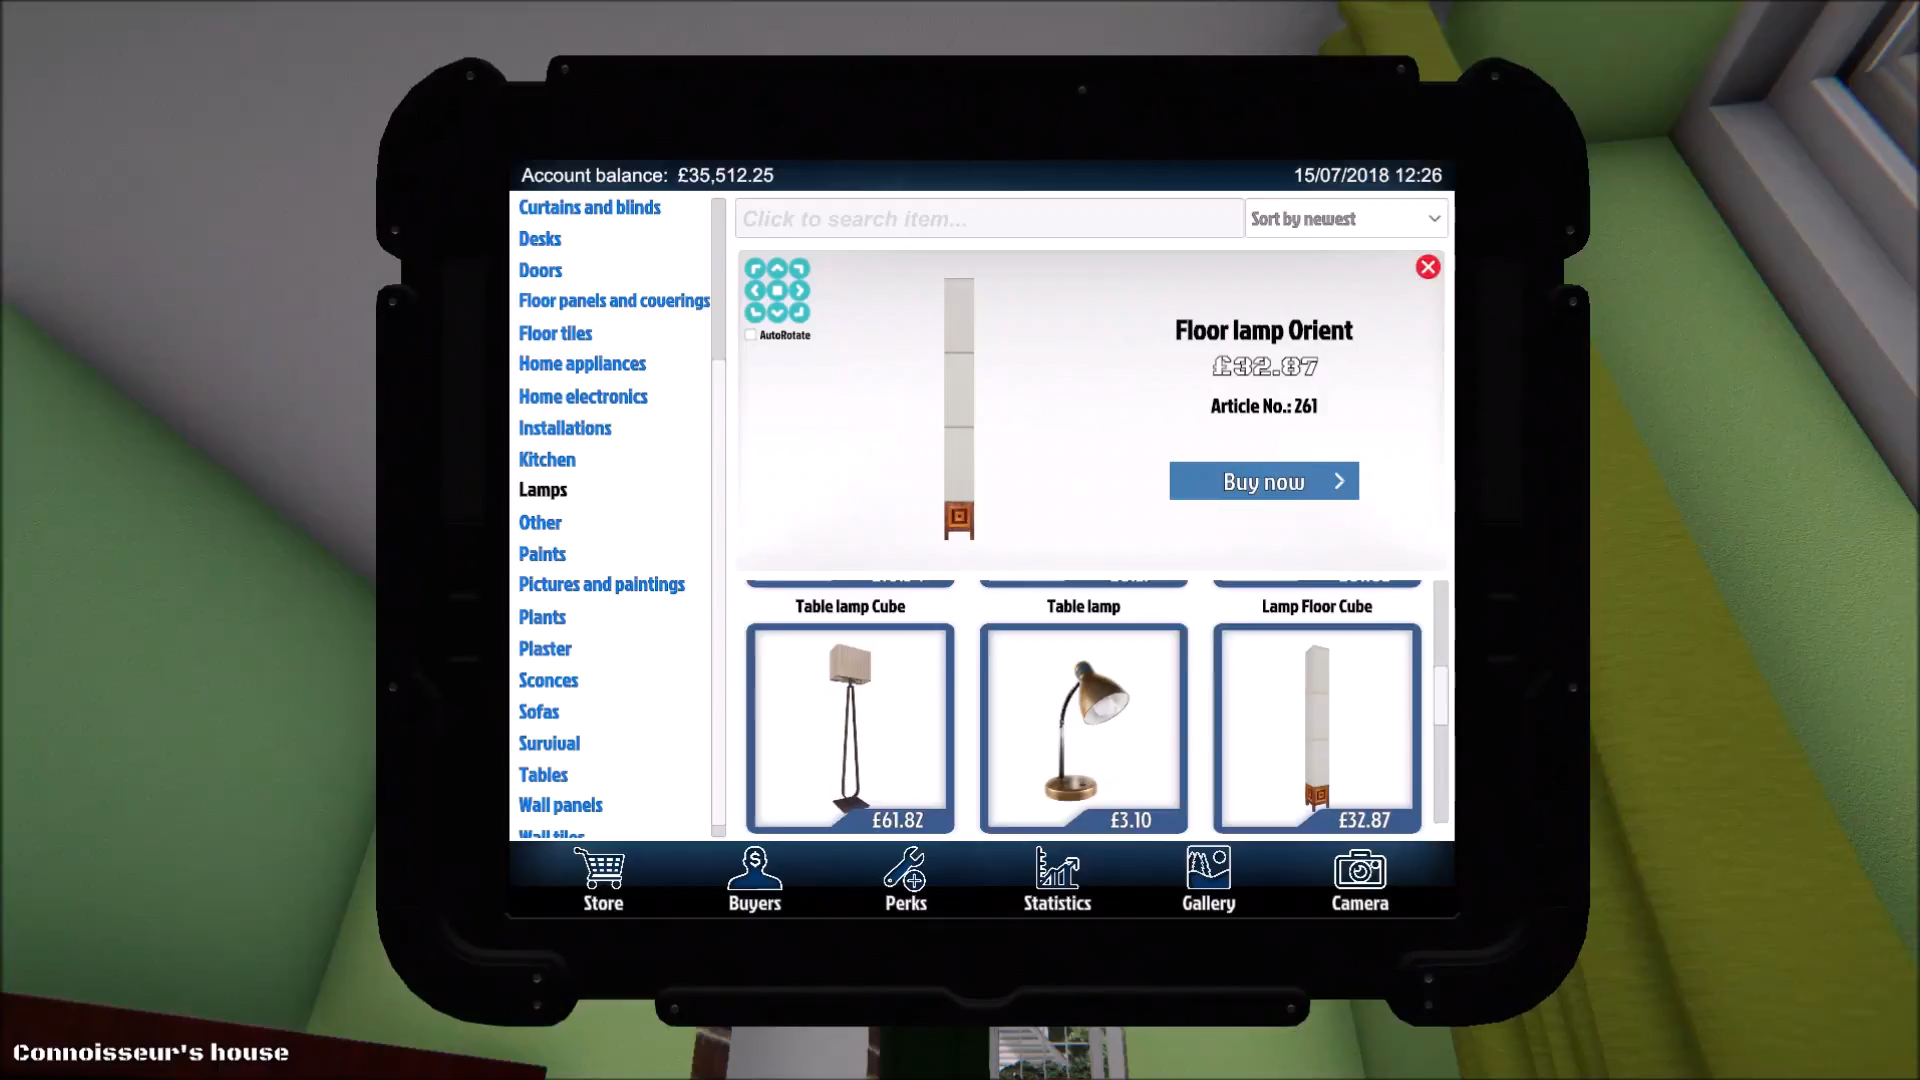 Account balance: £35,512.25
15/07/2018 12:26
Curtains and blinds
Desks
Doors
Floor panels and coverings
Floor tiles
Home appliances
Home electronics
Installations
Kitchen
Lamps
Other
Paints
Pictures and paintings
Plants
Plaster
Sconces
Sofas
Survival
Tables
Wall panels
Wall tiles
Click to search item...
Sort by newest
AutoRotate
Floor lamp Orient
£32.87
Article No.: 261
Buy now
Table lamp Cube
Table lamp
Lamp Floor Cube
£61.82
£3.10
£32.87
Store
Buyers
Perks
Statistics
Gallery
Camera
Connoisseur's house